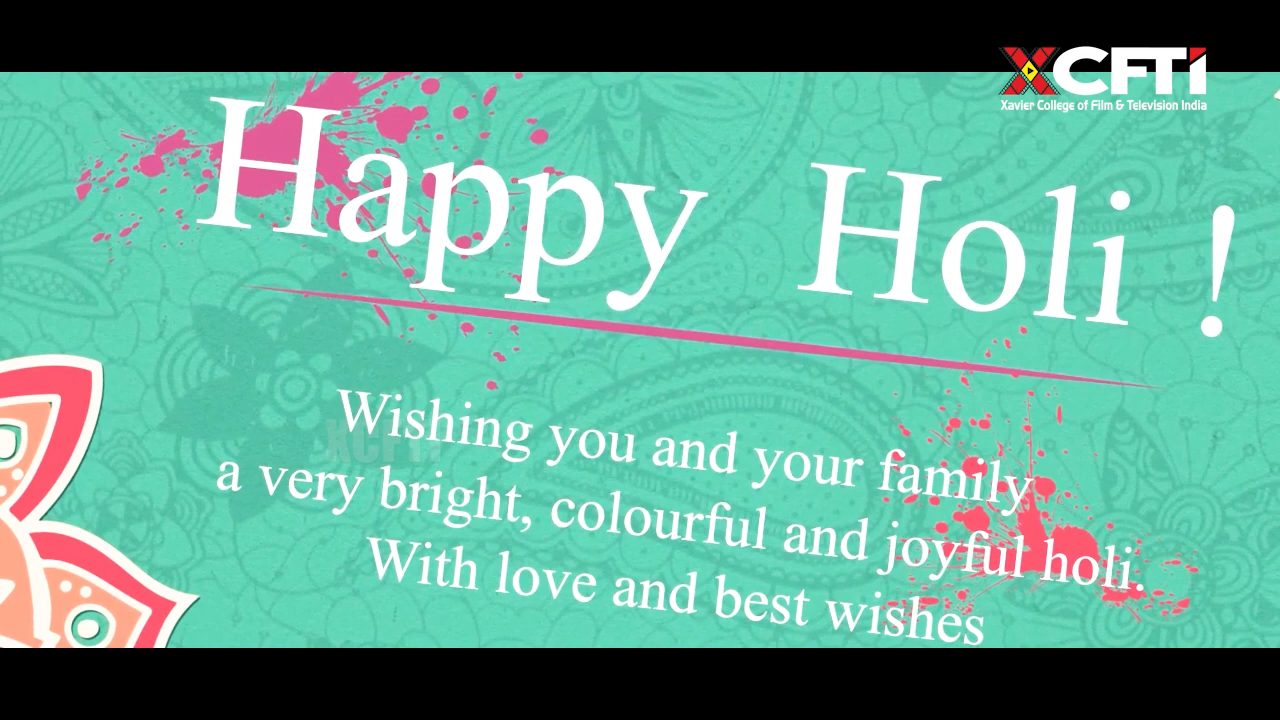 XCFTI
Xavier College of Film & Television India
Happy Holi !
Wishing you and your family
a very bright, colourful and joyful holi.
With love and best wishes
XCFTI